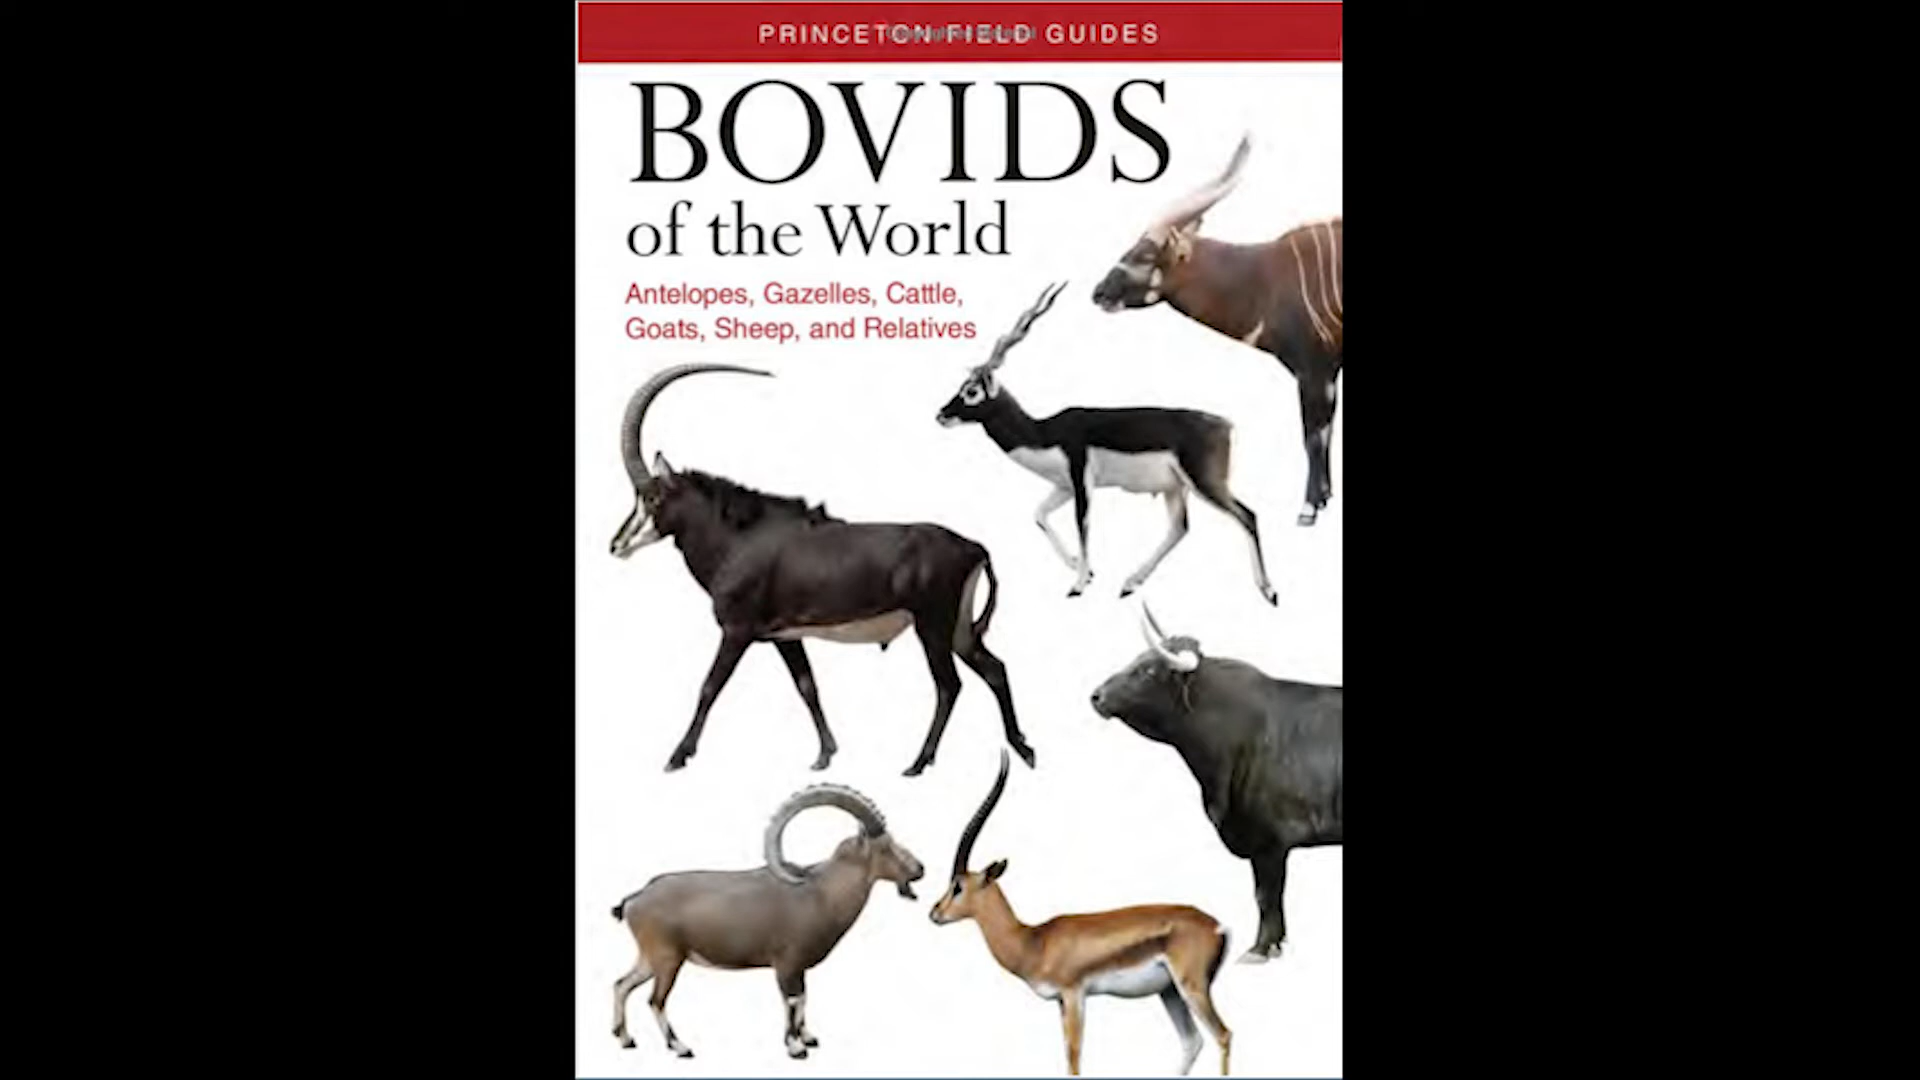 PRINCETON FIELD GUIDES
BOVIDS
of the World
Antelopes, Gazelles, Cattle,
Goats, Sheep, and Relatives